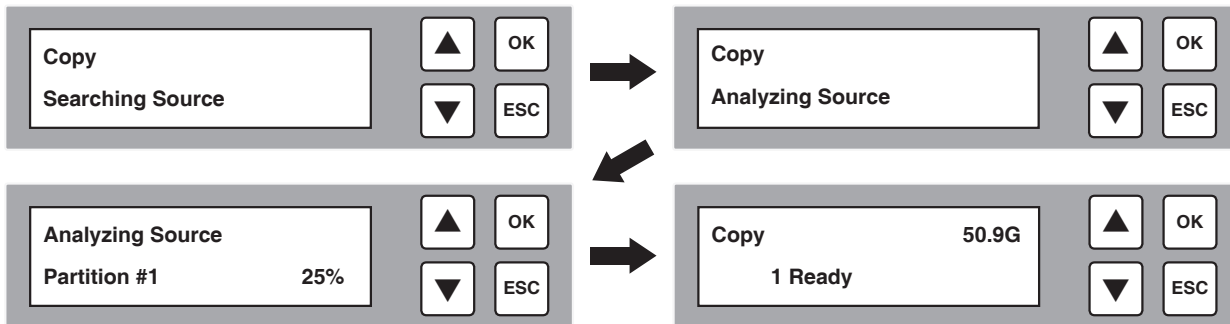 Copy
Searching Source
OK
ESC
Copy
Analyzing Source
OK
ESC
Analyzing Source
Partition #1 25%
OK
ESC
Copy 50.9G
1 Ready
OK
ESC